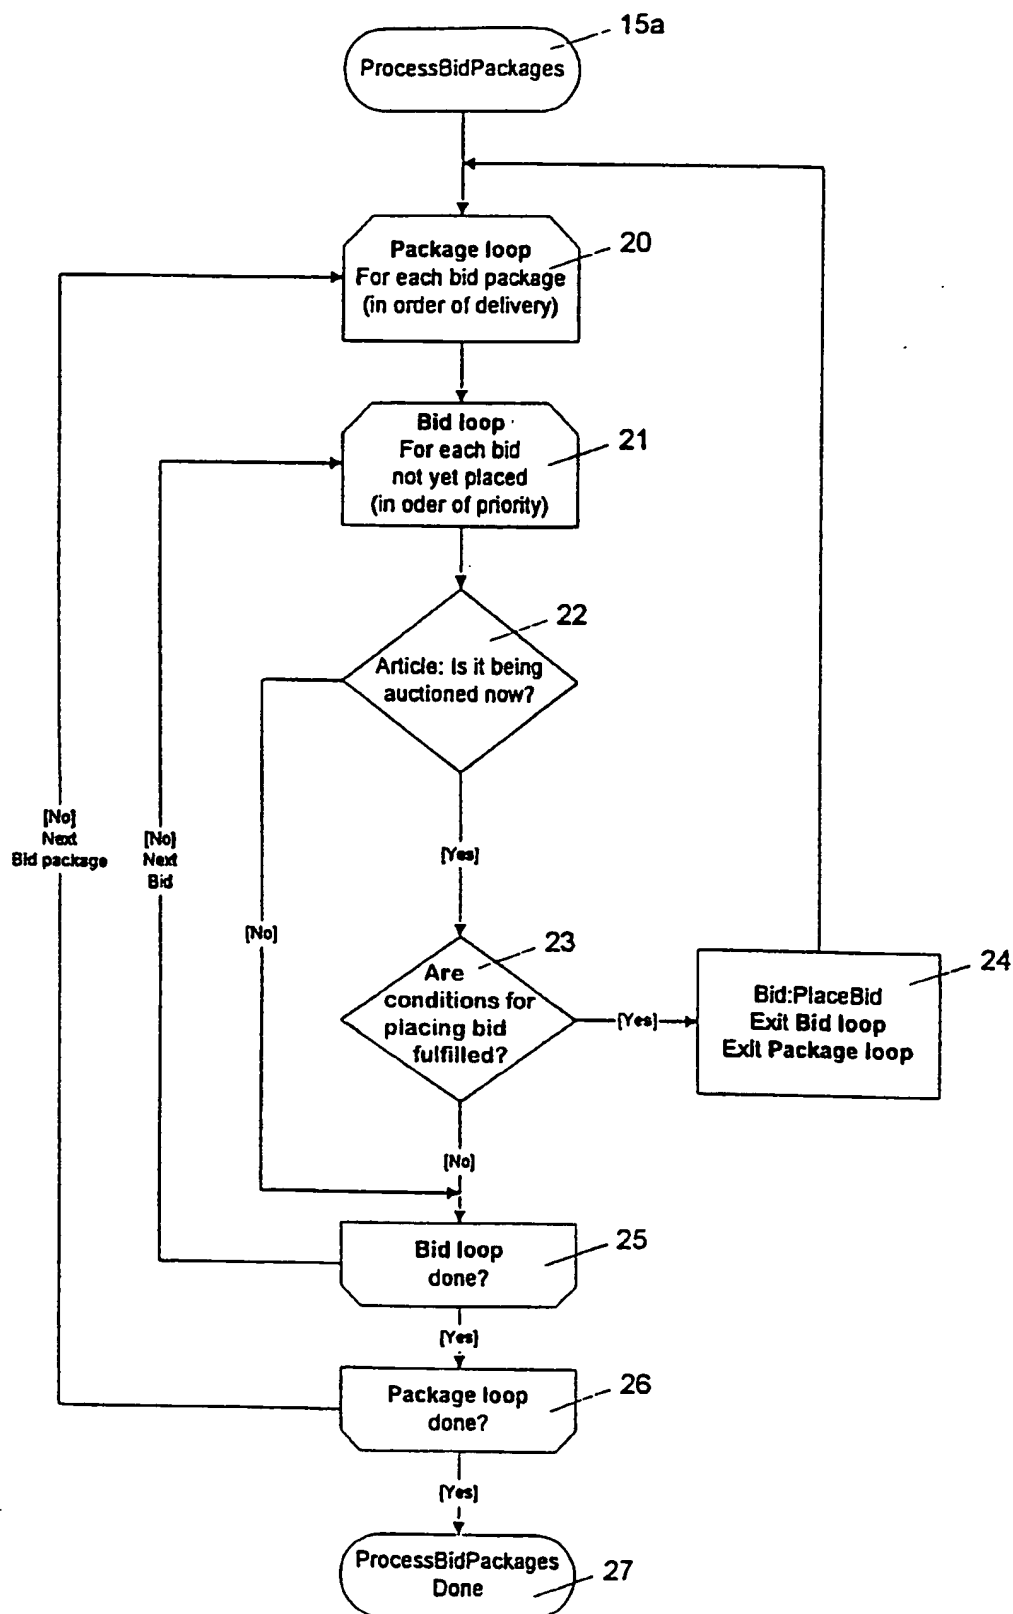 15a
ProcessBidPackages
Package loop
For each bid package
(in order of delivery)
20
Bid loop
For each bid
not yet placed
(in oder of priority)
21
22
Article: Is it being
auctioned now?
[No]
Next
Bid package
[No]
Next
Bid
[Yes]
[No]
23
Are
conditions for
placing bid
fulfilled?
[Yes]
24
Bid:PlaceBid
Exit Bid loop
Exit Package loop
[No]
Bid loop
done?
25
[Yes]
Package loop
done?
26
[Yes]
ProcessBidPackages
Done
27